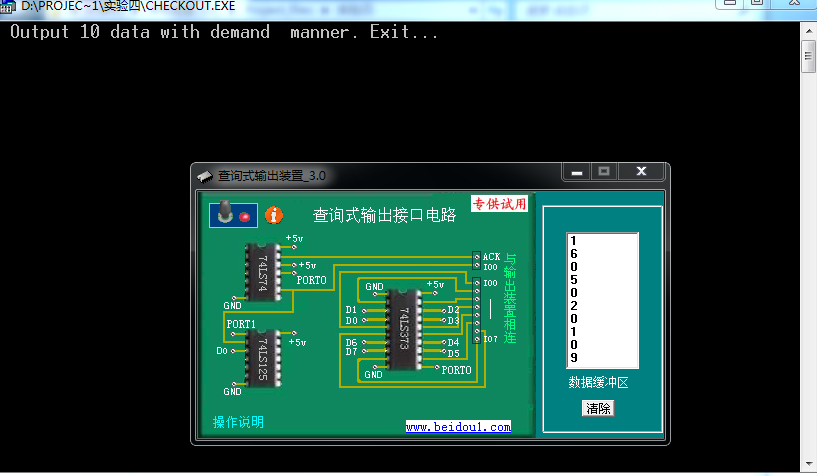 D:\PROJEC~1\实验四\CHECKOUT.EXE
Output 10 data with demand  manner. Exit...
查询式输出装置_3.0
查询式输出接口电路
专供试用
+5v
74LS74
+5v
PORT0
GND
PORT1
D0
74LS125
+5v
GND
GND
+5v
D1
D0
74LS373
D2
D3
D6
D7
D4
D5
GND
PORT0
ACK
IO0
IO0
IO7
与输出装置相连
操作说明
www.beidou1.com
1
6
0
5
0
2
0
1
0
9
数据缓冲区
清除